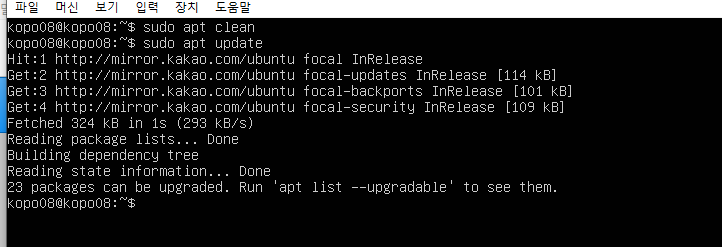 파일 머신 보기 입력 장치 도움말
kopo08@kopo08:~$ sudo apt clean
kopo08@kopo08:~$ sudo apt update
Hit:1 http://mirror.kakao.com/ubuntu focal InRelease
Get:2 http://mirror.kakao.com/ubuntu focal-updates InRelease [114 kB]
Get:3 http://mirror.kakao.com/ubuntu focal-backports InRelease [101 kB]
Get:4 http://mirror.kakao.com/ubuntu focal-security InRelease [109 kB]
Fetched 324 kB in 1s (293 kB/s)
Reading package lists... Done
Building dependency tree
Reading state information... Done
23 packages can be upgraded. Run 'apt list --upgradable' to see them.
kopo08@kopo08:~$